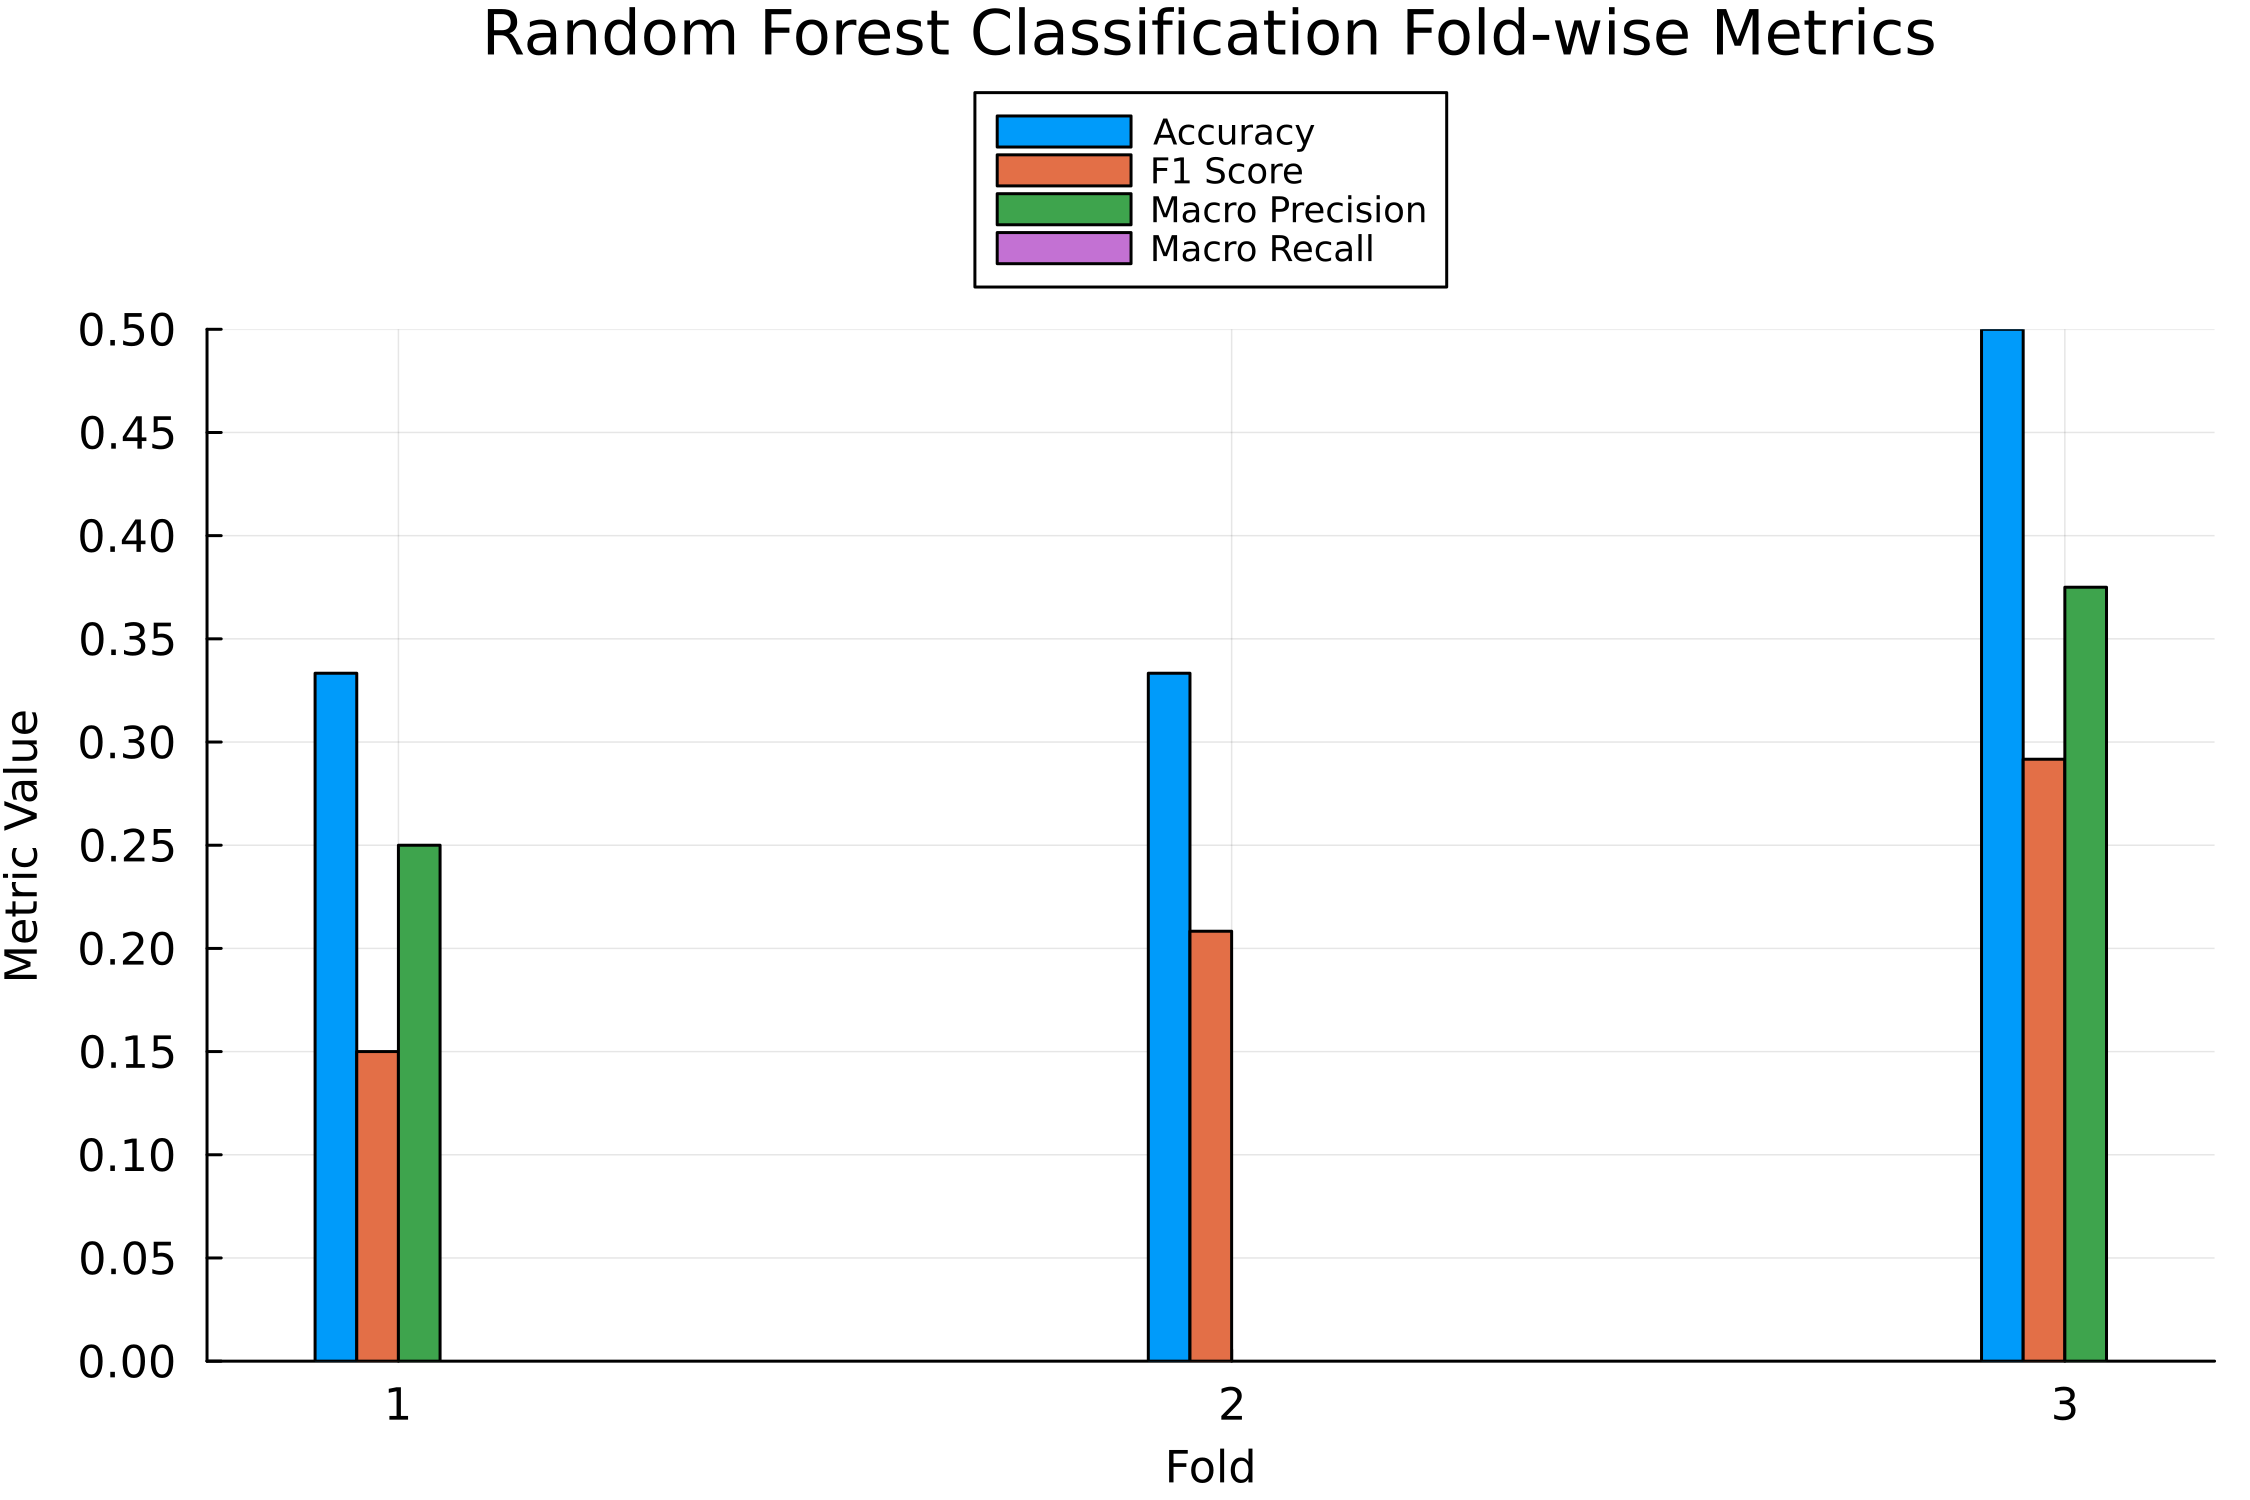 Random Forest Classification Fold-wise Metrics
Accuracy
F1 Score
Macro Precision
Macro Recall
0.50
0.45
0.40
0.35
0.30
0.25
0.20
0.15
0.10
0.05
0.00
Metric Value
1 2 3
Fold